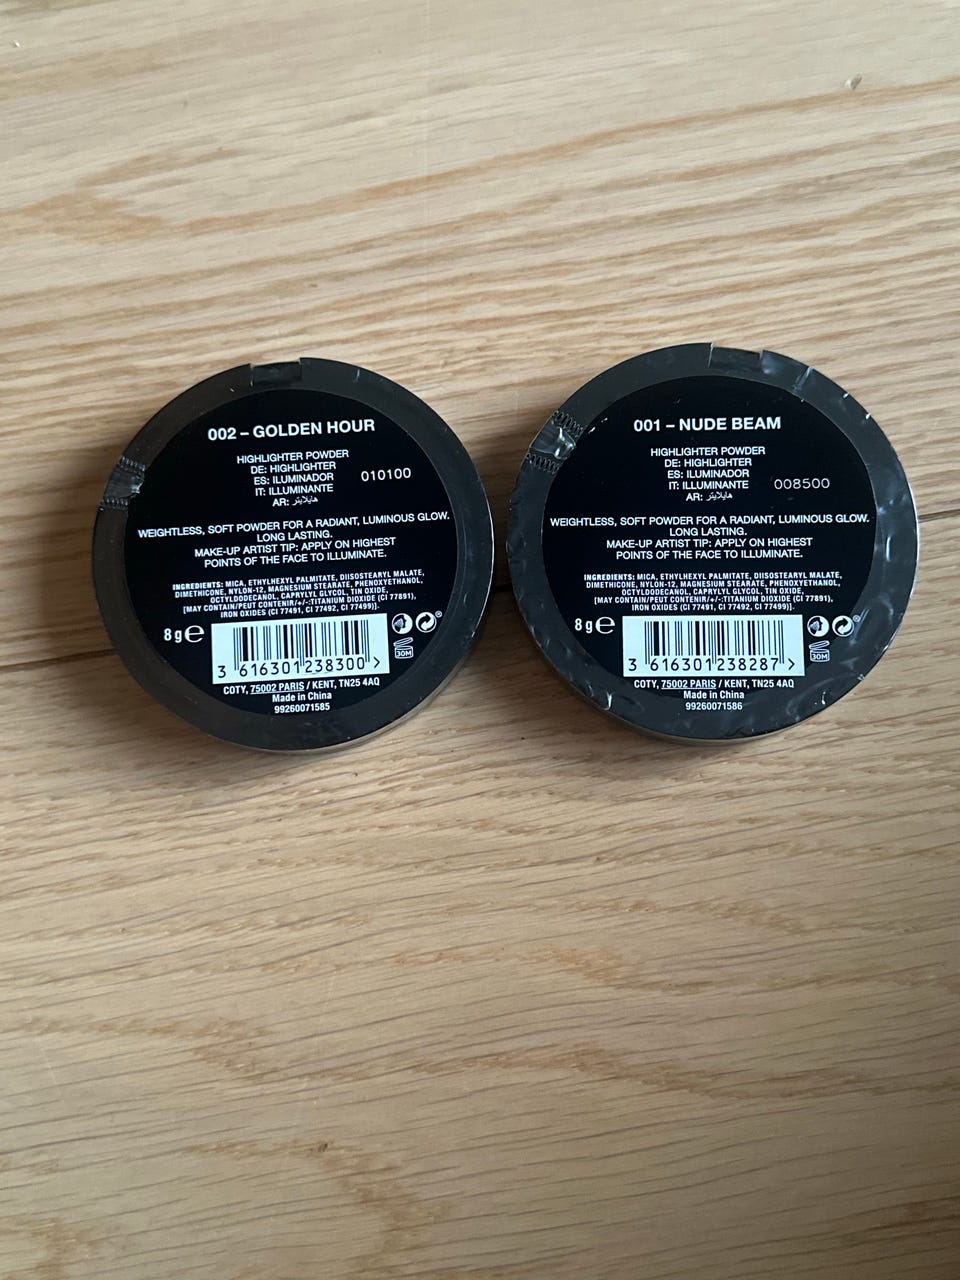 002 – GOLDEN HOUR
HIGHLIGHTER POWDER
DE: HIGHLIGHTER
ES: ILUMINADOR
IT: ILLUMINANTE
AR: هايلايتر
010100
WEIGHTLESS, SOFT POWDER FOR A RADIANT, LUMINOUS GLOW.
LONG LASTING.
MAKE-UP ARTIST TIP: APPLY ON HIGHEST
POINTS OF THE FACE TO ILLUMINATE.
INGREDIENTS: MICA, ETHYLHEXYL PALMITATE, DIISOSTEARYL MALATE,
DIMETHICONE, NYLON-12, MAGNESIUM STEARATE, PHENOXYETHANOL,
OCTYLDODECANOL, CAPRYLYL GLYCOL, TIN OXIDE,
[MAY CONTAIN/PEUT CONTENIR/+/-:TITANIUM DIOXIDE (CI 77891),
IRON OXIDES (CI 77491, CI 77492, CI 77499)].
8 g e
30M
3 616301 238300 >
COTY, 75002 PARIS / KENT, TN25 4AQ
Made in China
99260071585
001 – NUDE BEAM
HIGHLIGHTER POWDER
DE: HIGHLIGHTER
ES: ILUMINADOR
IT: ILLUMINANTE
AR: هايلايتر
008500
WEIGHTLESS, SOFT POWDER FOR A RADIANT, LUMINOUS GLOW.
LONG LASTING.
MAKE-UP ARTIST TIP: APPLY ON HIGHEST
POINTS OF THE FACE TO ILLUMINATE.
INGREDIENTS: MICA, ETHYLHEXYL PALMITATE, DIISOSTEARYL MALATE,
DIMETHICONE, NYLON-12, MAGNESIUM STEARATE, PHENOXYETHANOL,
OCTYLDODECANOL, CAPRYLYL GLYCOL, TIN OXIDE,
[MAY CONTAIN/PEUT CONTENIR/+/-:TITANIUM DIOXIDE (CI 77891),
IRON OXIDES (CI 77491, CI 77492, CI 77499)].
8 g e
30M
3 616301 238287 >
COTY, 75002 PARIS / KENT, TN25 4AQ
Made in China
99260071586